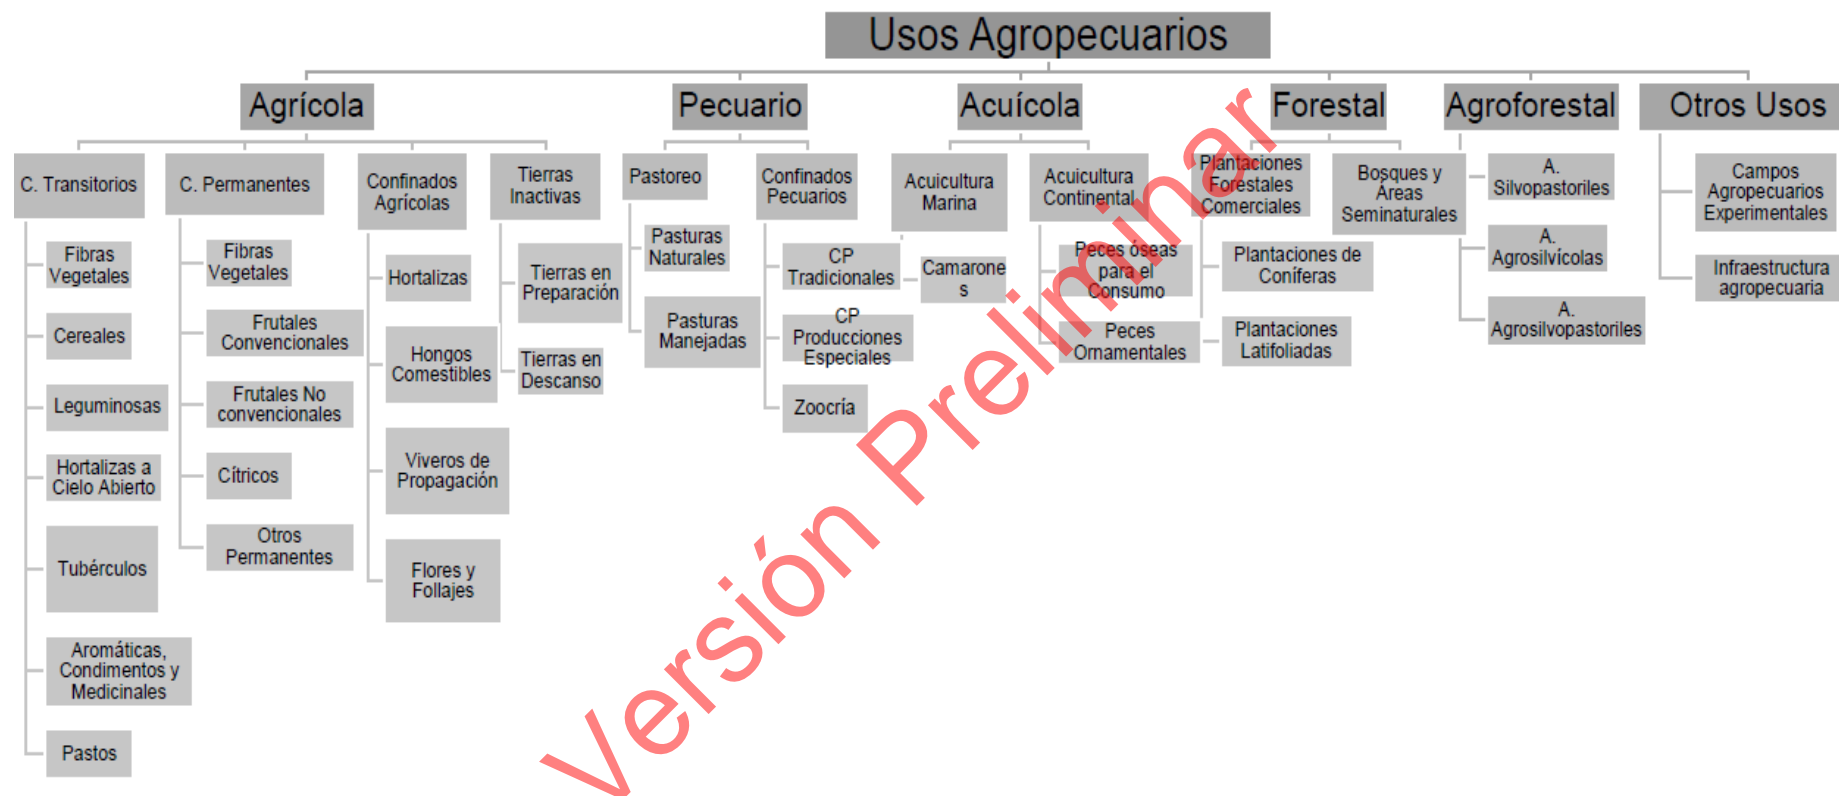 Usos Agropecuarios
Agrícola
Pecuario
Acuícola
Forestal
Agroforestal
Otros Usos
C. Transitorios
Fibras
Vegetales
Cereales
Leguminosas
Hortalizas a
Cielo Abierto
Tubérculos
Aromáticas,
Condimentos y
Medicinales
Pastos
C. Permanentes
Fibras
Vegetales
Frutales
Convencionales
Frutales No
convencionales
Cítricos
Otros
Permanentes
Confinados
Agrícolas
Hortalizas
Hongos
Comestibles
Viveros de
Propagación
Flores y
Follajes
Tierras
Inactivas
Tierras en
Preparación
Tierras en
Descanso
Pastoreo
Pasturas
Naturales
Pasturas
Manejadas
Confinados
Pecuarios
CP
Tradicionales
CP
Producciones
Especiales
Zoocría
Acuicultura
Marina
Camarone
s
Acuicultura
Continental
Peces óseas
para el
Consumo
Peces
Ornamentales
Plantaciones
Forestales
Comerciales
Plantaciones de
Coníferas
Plantaciones
Latifoliadas
Bosques y
Áreas
Seminaturales
A.
Silvopastoriles
A.
Agrosilvícolas
A.
Agrosilvopastoriles
Campos
Agropecuarios
Experimentales
Infraestructura
agropecuaria
Versión Preliminar